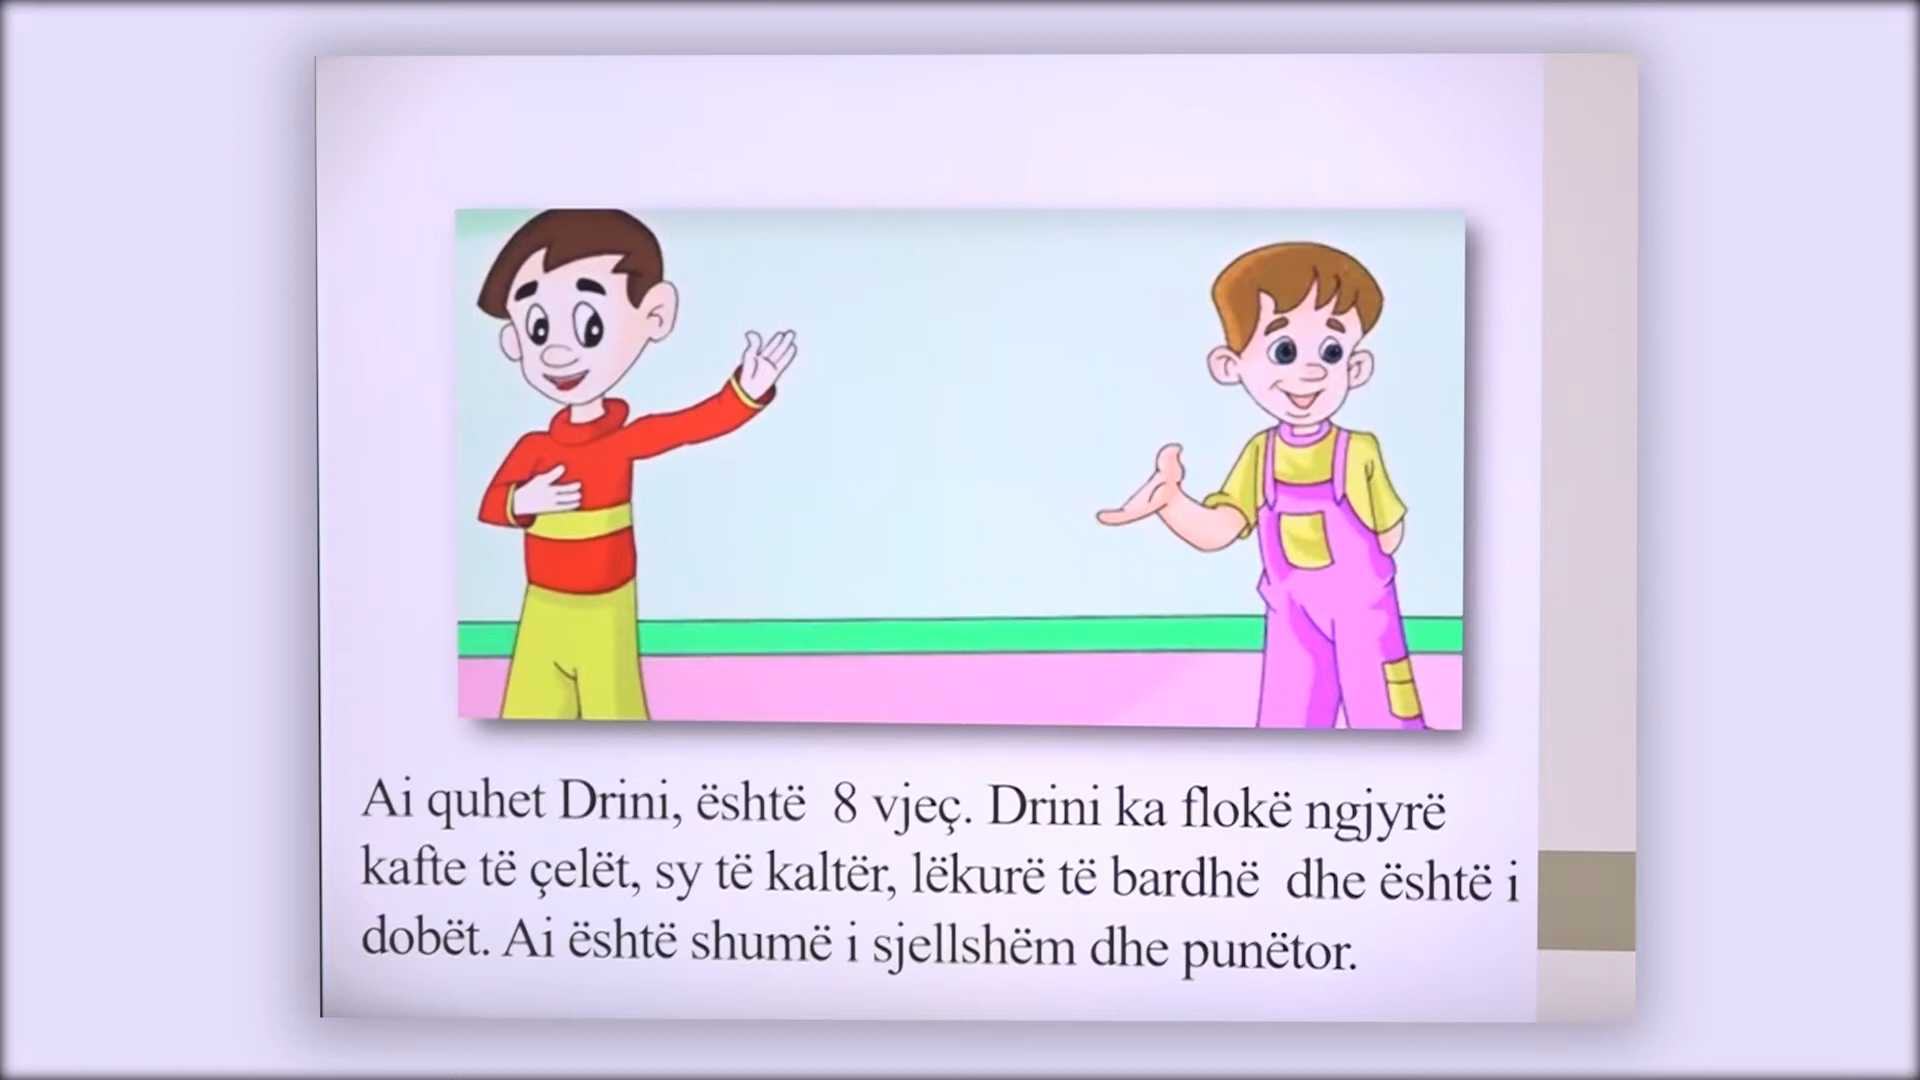 Ai quhet Drini, është 8 vjeç. Drini ka flokë ngjyrë
kafte të çelët, sy të kaltër, lëkurë të bardhë dhe është i
dobët. Ai është shumë i sjellshëm dhe punëtor.